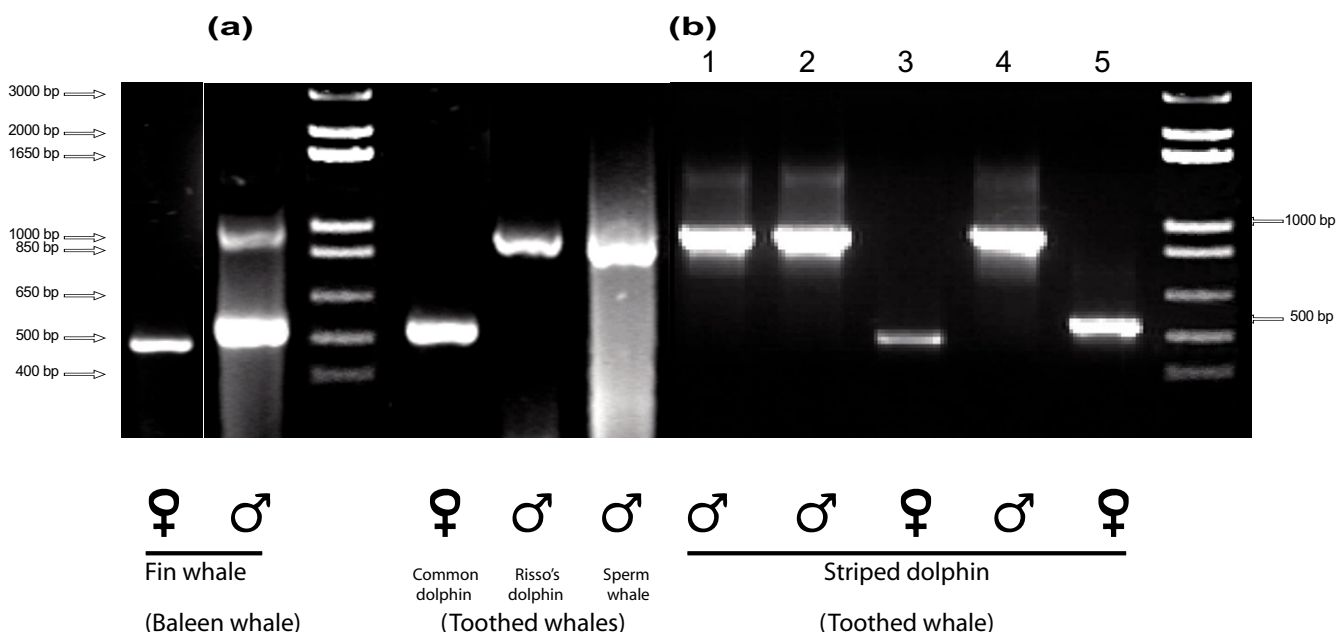 (a)
(b)
1 2 3 4 5
3000 bp
2000 bp
1650 bp
1000 bp
850 bp
650 bp
500 bp
400 bp
1000 bp
500 bp
♀ ♂ ♀ ♂ ♂ ♂ ♂ ♀ ♂ ♀
Fin whale
Common dolphin
Risso's dolphin
Sperm whale
Striped dolphin
(Baleen whale)
(Toothed whales)
(Toothed whale)